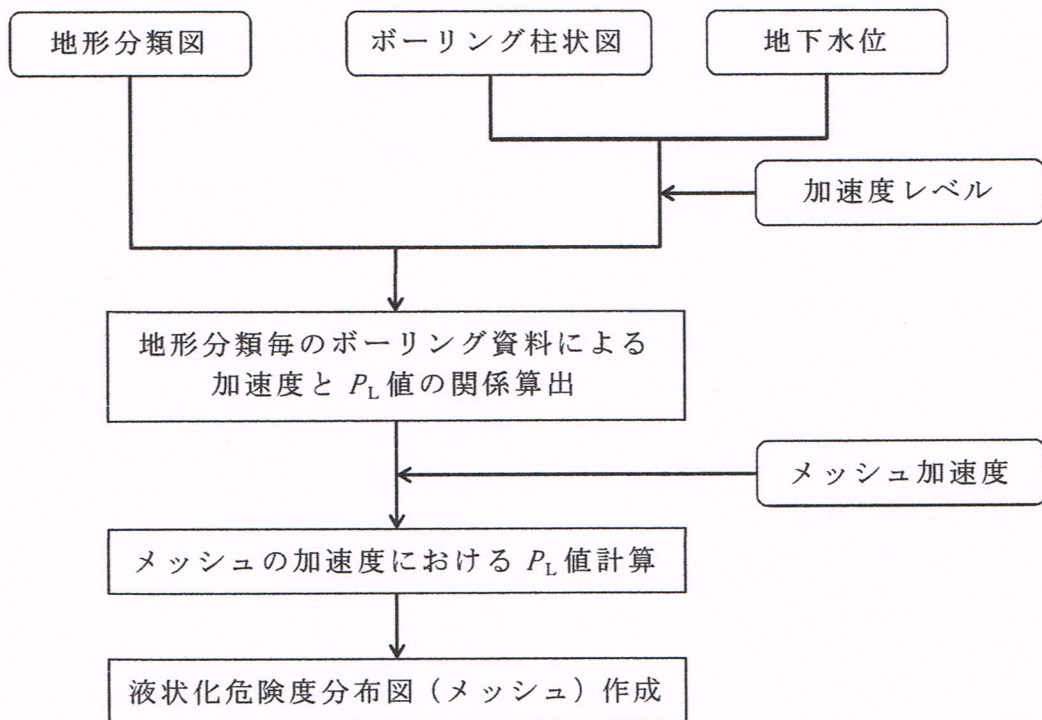 地形分類図
ボーリング柱状図
地下水位
加速度レベル
地形分類毎のボーリング資料による
加速度と PL 値の関係算出
メッシュ加速度
メッシュの加速度における PL 値計算
液状化危険度分布図（メッシュ）作成